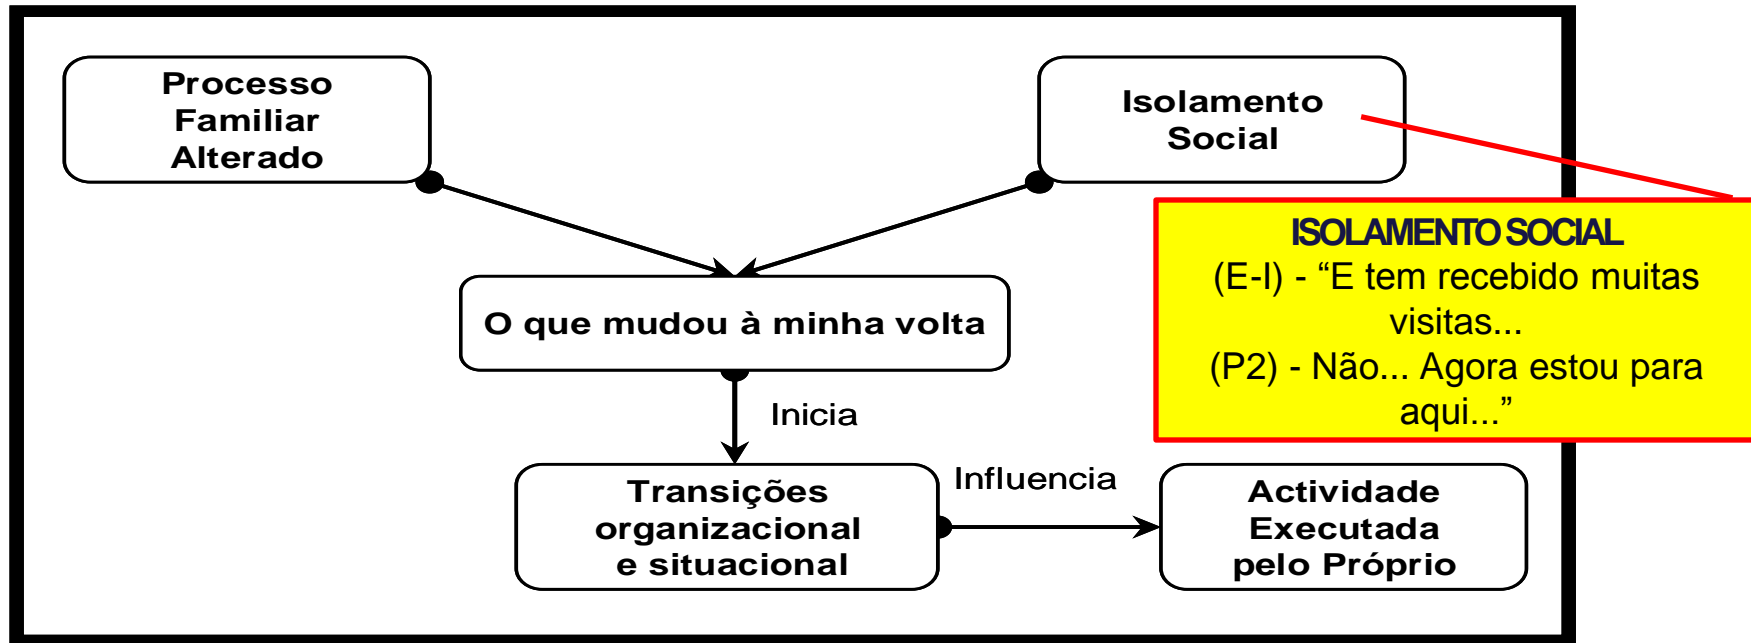 Processo
Familiar
Alterado
Isolamento
Social
ISOLAMENTO SOCIAL
(E-I) - “E tem recebido muitas
visitas...
(P2) - Não... Agora estou para
aqui...”
O que mudou à minha volta
Inicia
Transições
organizacional
e situacional
Influencia
Actividade
Executada
pelo Próprio